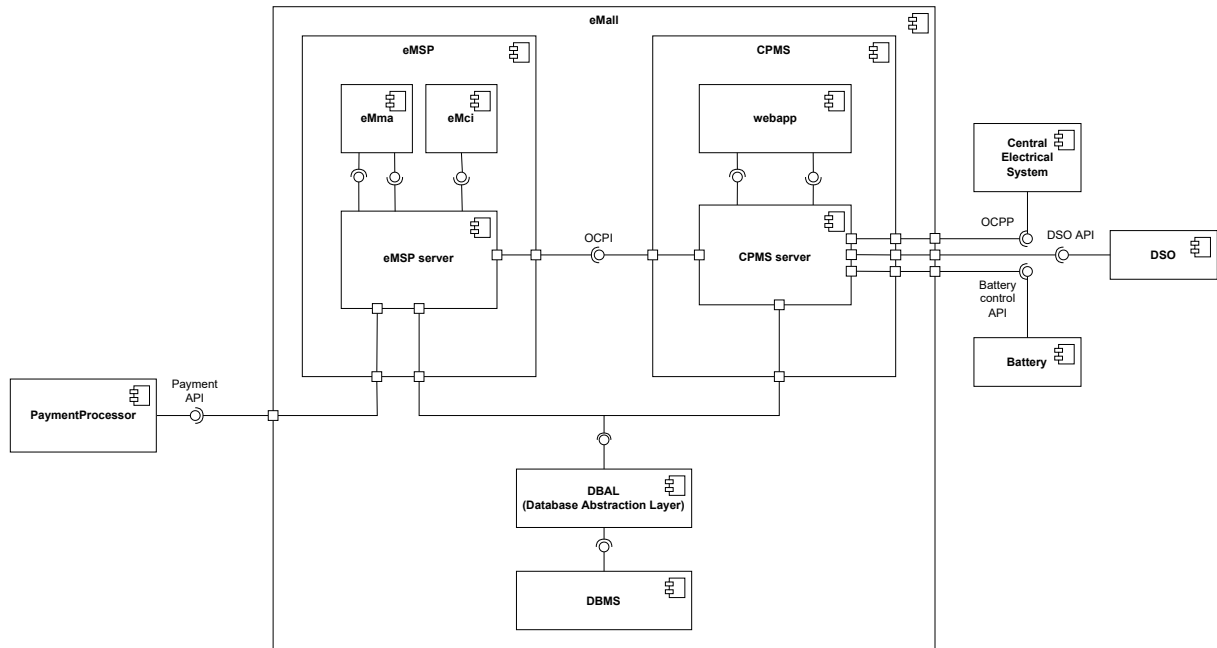 eMall
eMSP
CPMS
eMma
eMci
webapp
Central
Electrical
System
OCPP
DSO API
OCPI
eMSP server
CPMS server
DSO
Battery
control
API
Battery
Payment
API
PaymentProcessor
DBAL
(Database Abstraction Layer)
DBMS